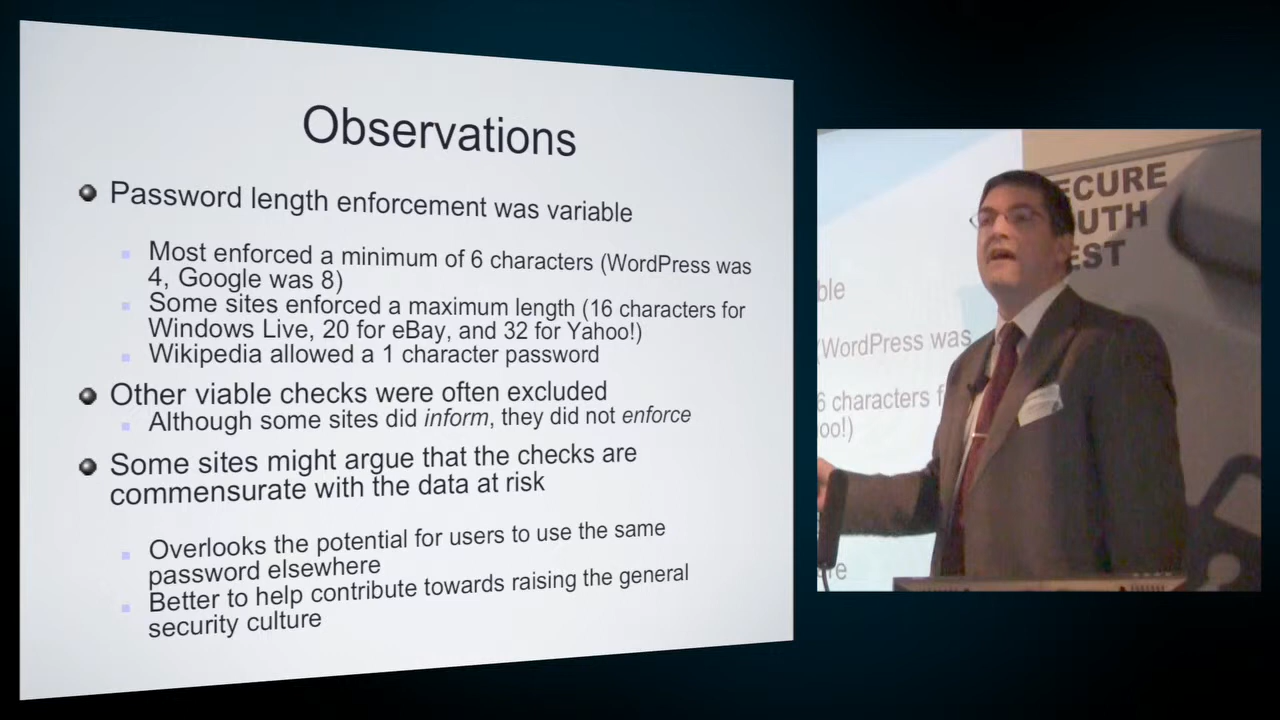 Observations
Password length enforcement was variable
Most enforced a minimum of 6 characters (WordPress was
4, Google was 8)
Some sites enforced a maximum length (16 characters for
Windows Live, 20 for eBay, and 32 for Yahoo!)
Wikipedia allowed a 1 character password
Other viable checks were often excluded
Although some sites did inform, they did not enforce
Some sites might argue that the checks are
commensurate with the data at risk
Overlooks the potential for users to use the same
password elsewhere
Better to help contribute towards raising the general
security culture
ECURE
UTH
EST
ble
(WordPress was
6 characters f
oo!)
re